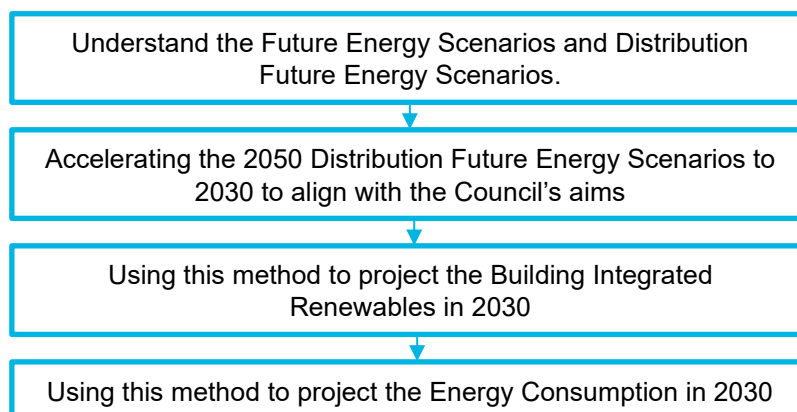 Understand the Future Energy Scenarios and Distribution
Future Energy Scenarios.
Accelerating the 2050 Distribution Future Energy Scenarios to
2030 to align with the Council’s aims
Using this method to project the Building Integrated
Renewables in 2030
Using this method to project the Energy Consumption in 2030